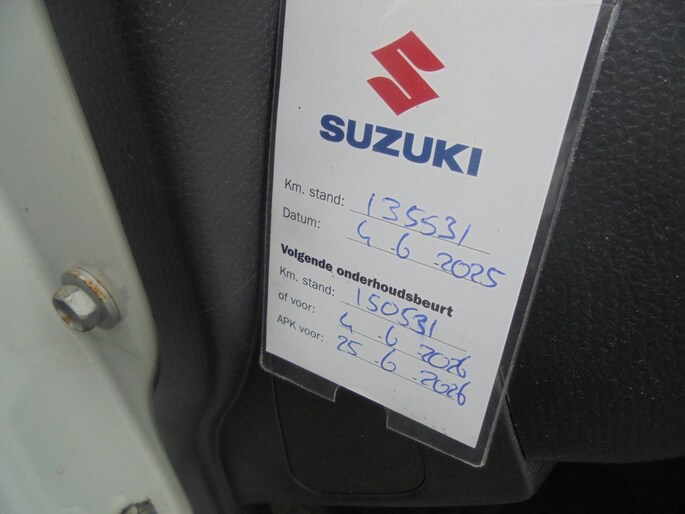 SUZUKI
Km. stand: 135531
Datum: 4 - 6 - 2025
Volgende onderhoudsbeurt
Km. stand: 150531
of voor: 4 - 6 - 2026
APK voor: 25 - 6 - 2026